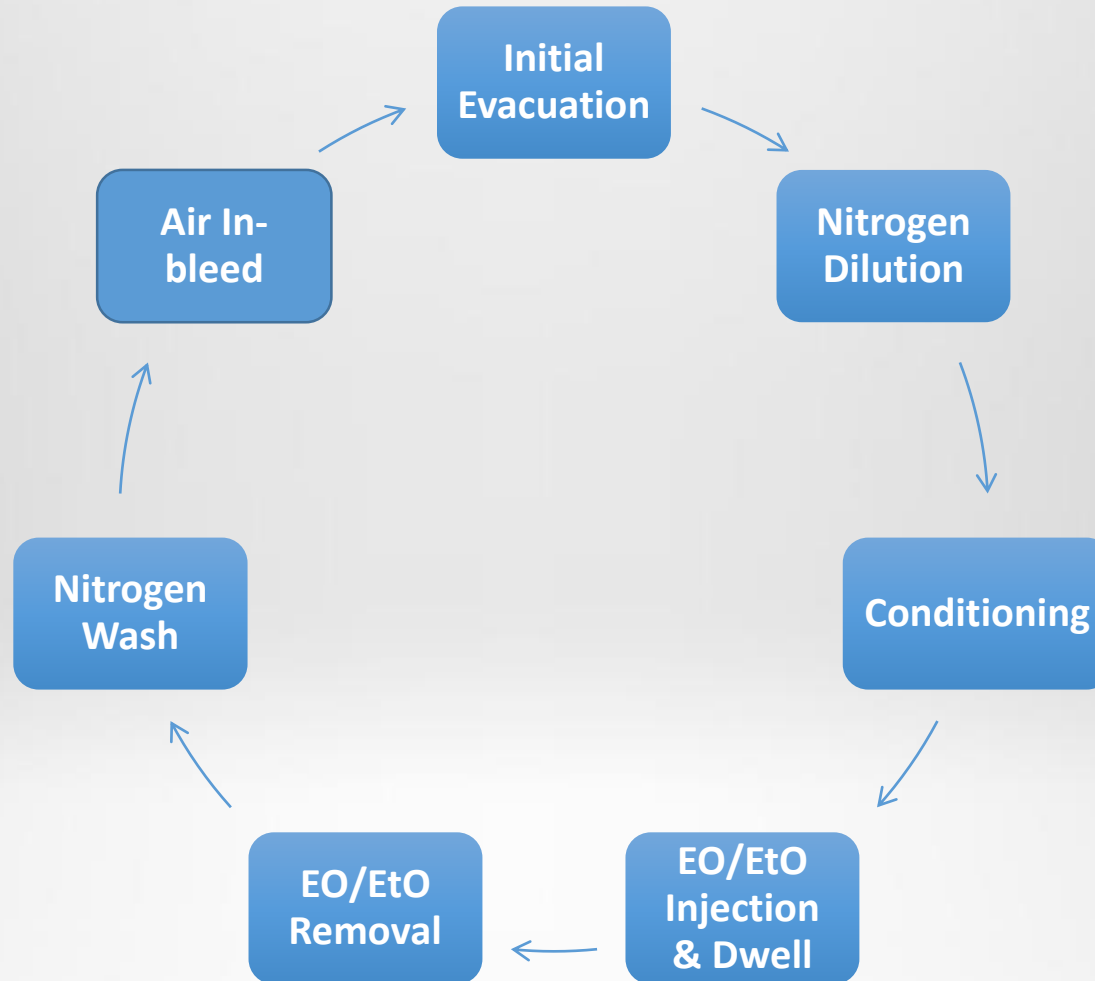 Initial
Evacuation
Nitrogen
Dilution
Conditioning
EO/EtO
Injection
& Dwell
EO/EtO
Removal
Nitrogen
Wash
Air In-
bleed